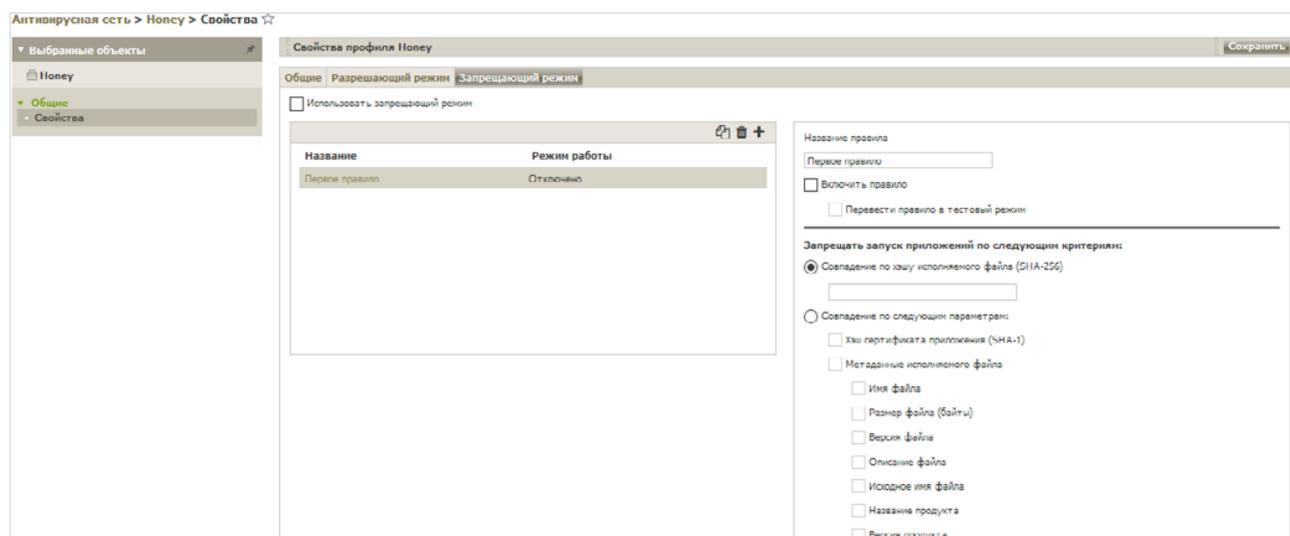 Антивирусная сеть > Honey > Свойства
Выбранные объекты
Honey
Общие
Свойства
Свойства профиля Honey
Сохранить
Общие Разрешающий режим Запрещающий режим
Использовать запрещающий режим
Название Режим работы
Первое правило Отключено
Название правила
Первое правило
Включить правило
Перевести правило в тестовый режим
Запрещать запуск приложений по следующим критериям:
Совпадение по хэшу исполняемого файла (SHA-256)
Совпадение по следующим параметрам:
Хэш сертификата приложения (SHA-1)
Метаданные исполняемого файла
Имя файла
Размер файла (байты)
Версия файла
Описание файла
Исходное имя файла
Название продукта
Версия продукта